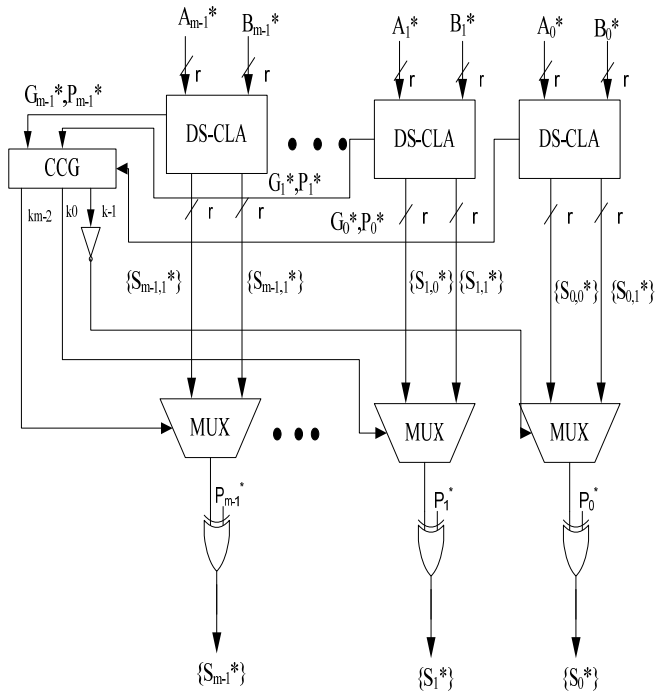 Aₘ₋₁* Bₘ₋₁* A₁* B₁* A₀* B₀*
r r r r r r
Gₘ₋₁*,Pₘ₋₁*
DS-CLA DS-CLA DS-CLA
CCG
G₁*,P₁*
km-2 k0 k-1 r r G₀*,P₀* r r r r
{Sₘ₋₁,₁*} {Sₘ₋₁,₁*} {S₁,₀*} {S₁,₁*} {S₀,₀*} {S₀,₁*}
MUX MUX MUX
Pₘ₋₁* P₁* P₀*
{Sₘ₋₁*} {S₁*} {S₀*}